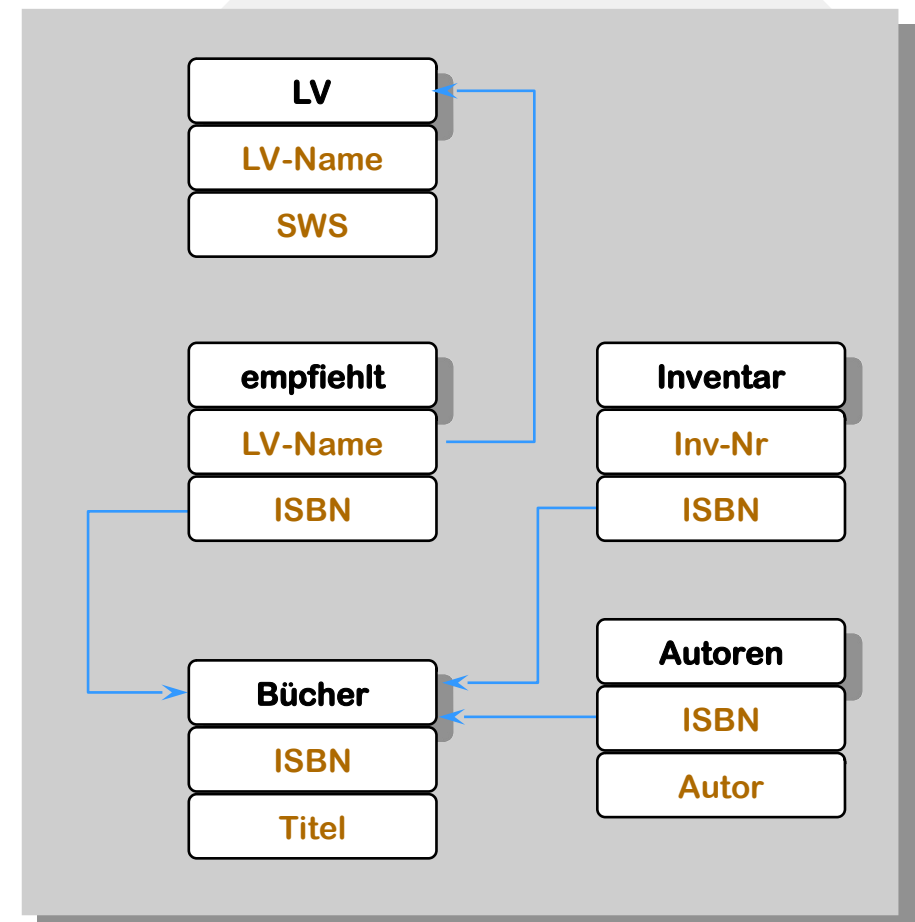 LV
LV-Name
SWS
empfiehlt
LV-Name
ISBN
Inventar
Inv-Nr
ISBN
Bücher
ISBN
Titel
Autoren
ISBN
Autor